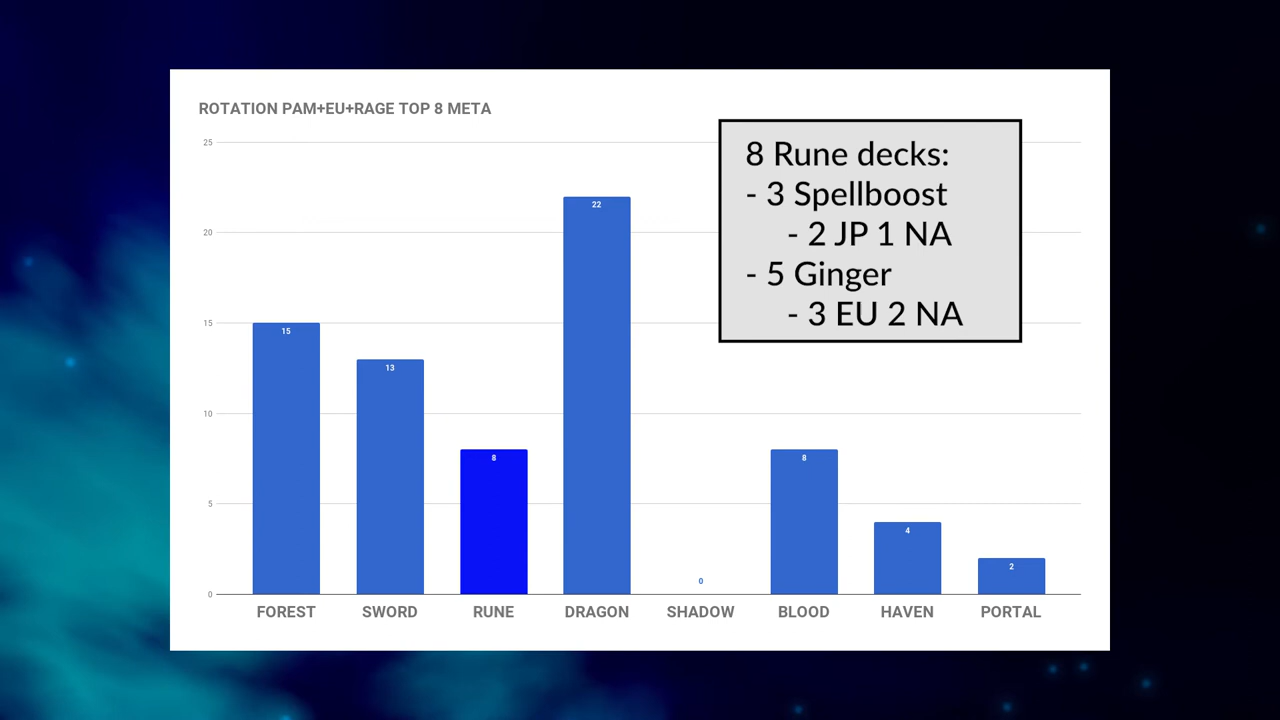 ROTATION PAM+EU+RAGE TOP 8 META
8 Rune decks:
- 3 Spellboost
- 2 JP 1 NA
- 5 Ginger
- 3 EU 2 NA
25
20
15
10
5
0
15
13
8
22
0
8
4
2
FOREST SWORD RUNE DRAGON SHADOW BLOOD HAVEN PORTAL